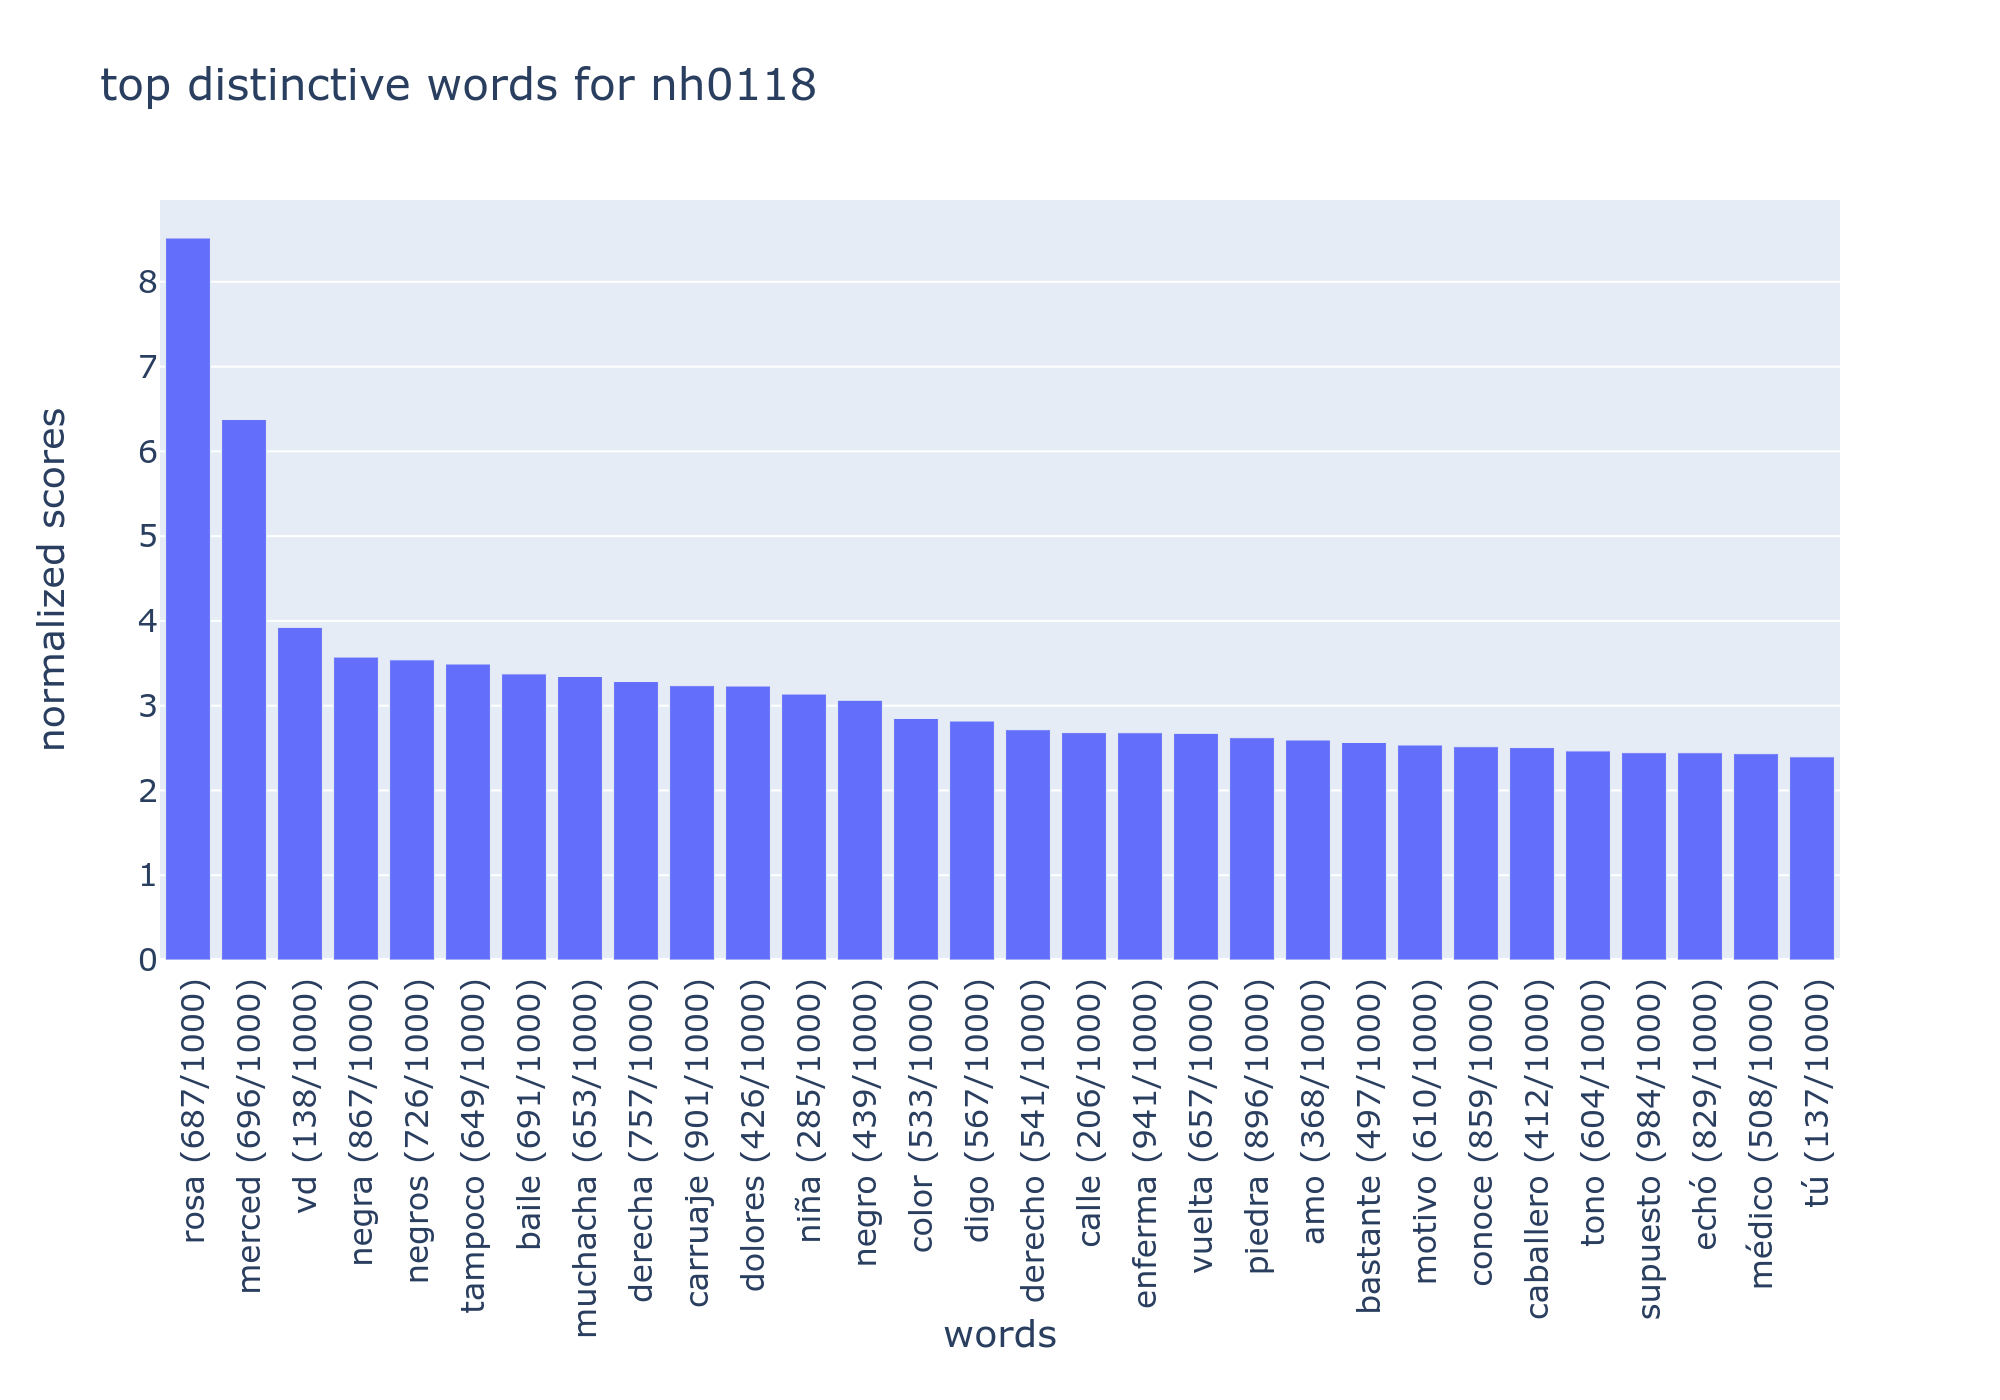 top distinctive words for nh0118
normalized scores
8
7
6
5
4
3
2
1
0
rosa (687/1000)
merced (696/1000)
vd (138/1000)
negra (867/1000)
negros (726/1000)
tampoco (649/1000)
baile (691/1000)
muchacha (653/1000)
derecha (757/1000)
carruaje (901/1000)
dolores (426/1000)
niña (285/1000)
negro (439/1000)
color (533/1000)
digo (567/1000)
derecho (541/1000)
calle (206/1000)
enferma (941/1000)
vuelta (657/1000)
piedra (896/1000)
amo (368/1000)
bastante (497/1000)
motivo (610/1000)
conoce (859/1000)
caballero (412/1000)
tono (604/1000)
supuesto (984/1000)
echó (829/1000)
médico (508/1000)
tú (137/1000)
words